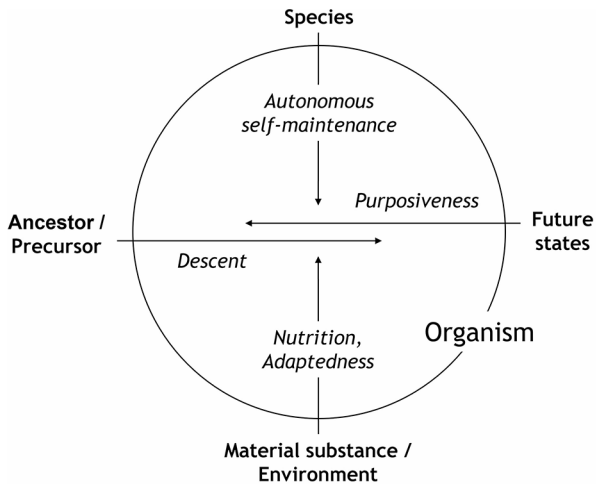 Species
Autonomous
self-maintenance
Purposiveness
Ancestor /
Precursor
Future
states
Descent
Organism
Nutrition,
Adaptedness
Material substance /
Environment